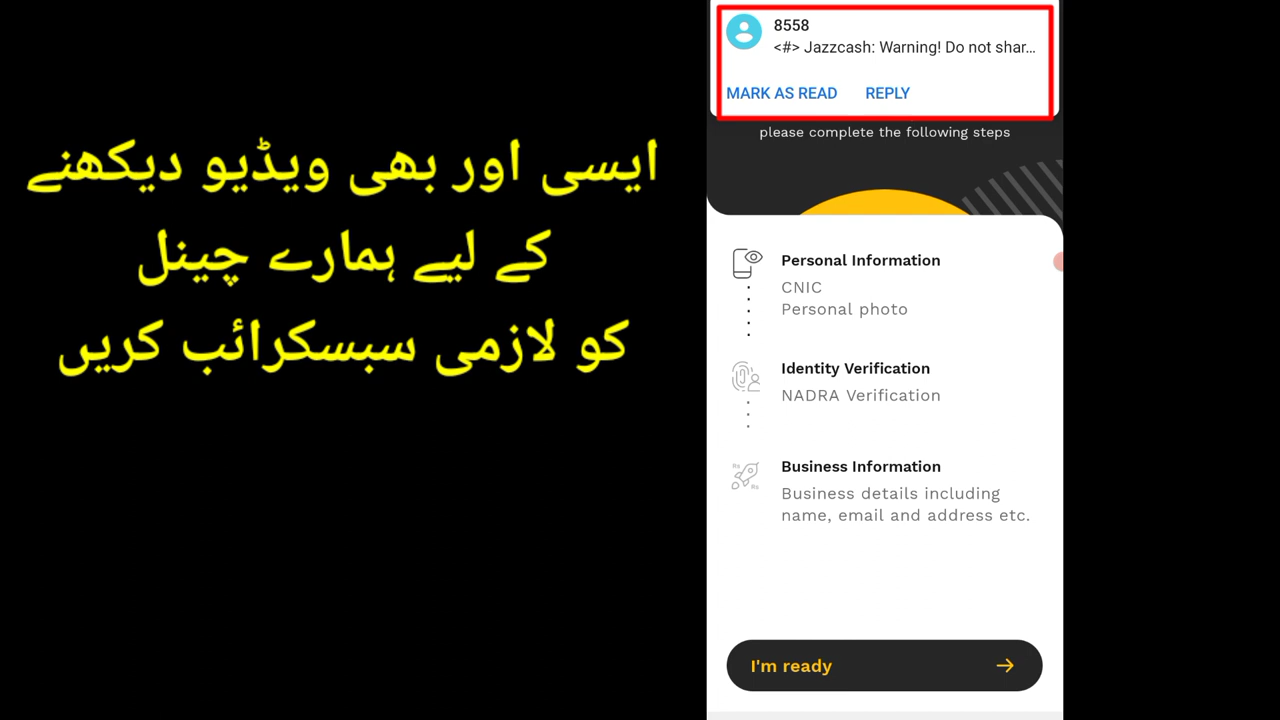 ایسی اور بھی ویڈیو دیکھنے
کے لیے ہمارے چینل
کو لازمی سبسکرائب کریں
8558
<#> Jazzcash: Warning! Do not shar...
MARK AS READ REPLY
please complete the following steps
Personal Information
CNIC
Personal photo
Identity Verification
NADRA Verification
Rs
Rs
Business Information
Business details including
name, email and address etc.
I'm ready